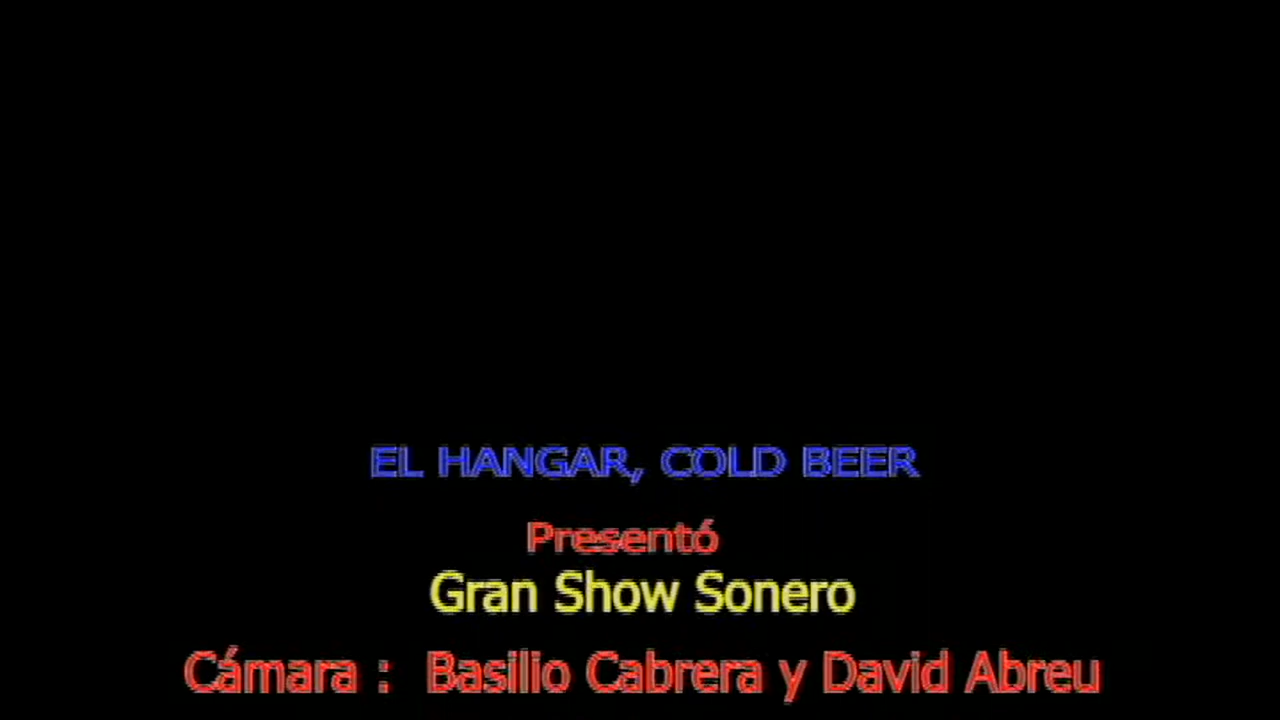 EL HANGAR, COLD BEER
Presentó
Gran Show Sonero
Cámara : Basilio Cabrera y David Abreu